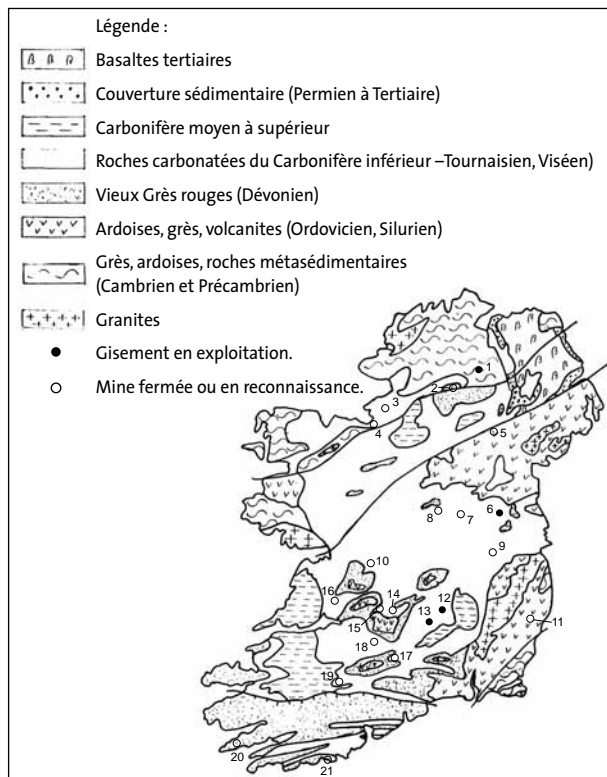 Légende :
Basaltes tertiaires
Couverture sédimentaire (Permien à Tertiaire)
Carbonifère moyen à supérieur
Roches carbonatées du Carbonifère inférieur –Tournaisien, Viséen)
Vieux Grès rouges (Dévonien)
Ardoises, grès, volcanites (Ordovicien, Silurien)
Grès, ardoises, roches métasédimentaires
(Cambrien et Précambrien)
Granites
Gisement en exploitation.
Mine fermée ou en reconnaissance.
1
2
3
4
5
6
7
8
9
10
16
14
12
15
13
11
18
17
19
20
21